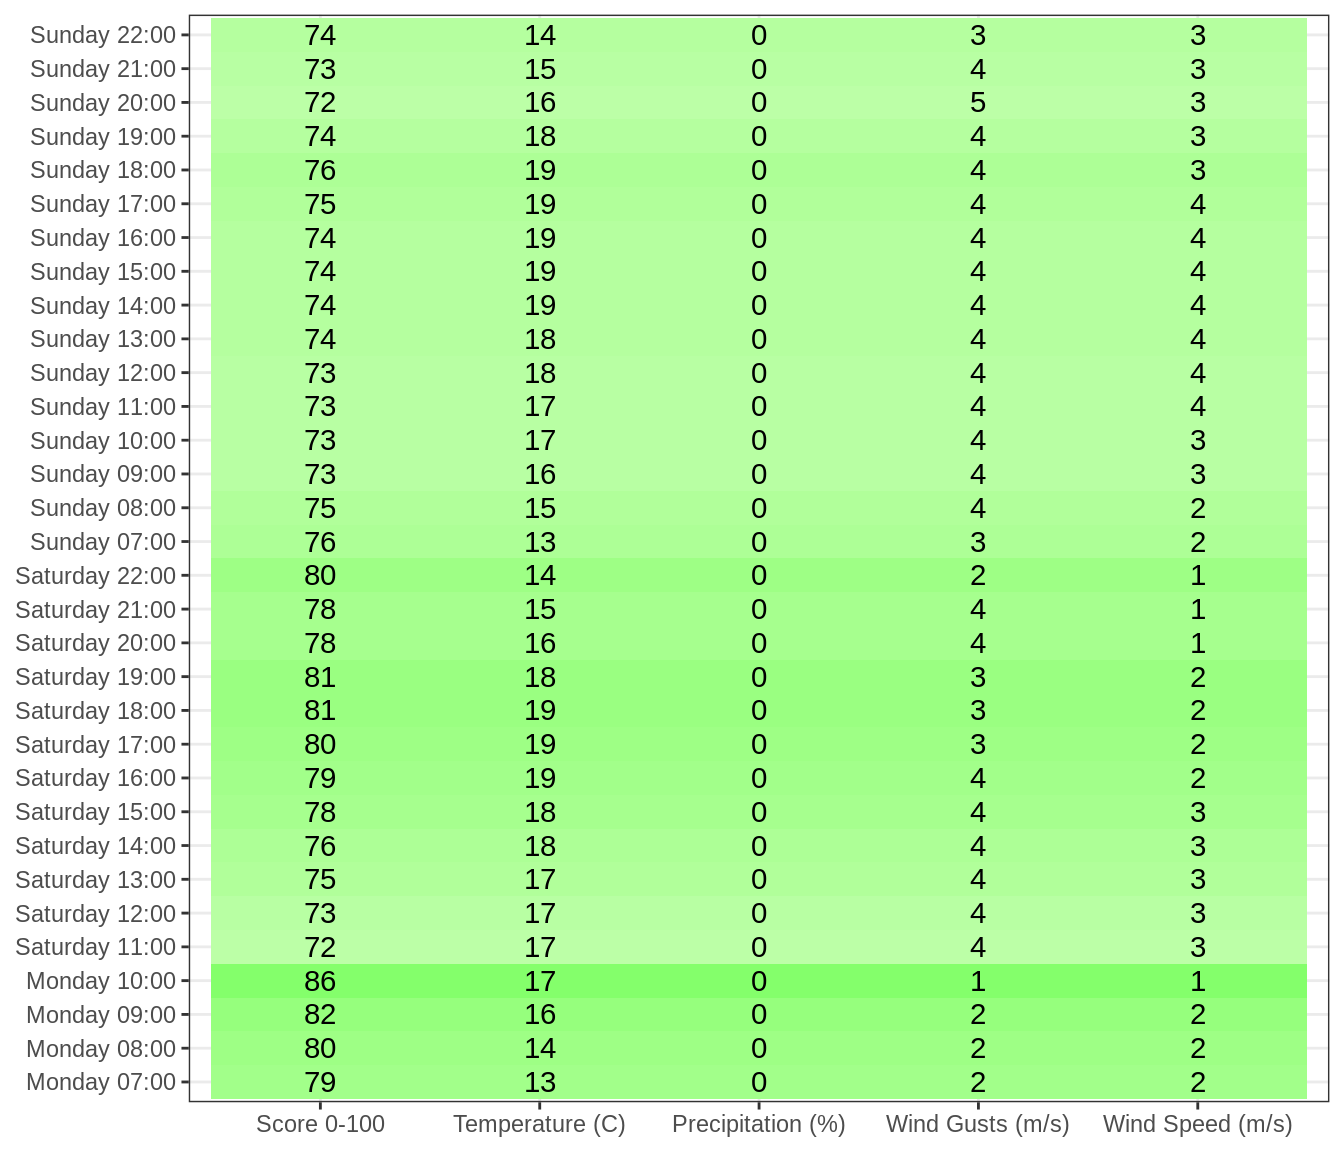 Sunday 22:00 74 14 0 3 3
Sunday 21:00 73 15 0 4 3
Sunday 20:00 72 16 0 5 3
Sunday 19:00 74 18 0 4 3
Sunday 18:00 76 19 0 4 3
Sunday 17:00 75 19 0 4 4
Sunday 16:00 74 19 0 4 4
Sunday 15:00 74 19 0 4 4
Sunday 14:00 74 19 0 4 4
Sunday 13:00 74 18 0 4 4
Sunday 12:00 73 18 0 4 4
Sunday 11:00 73 17 0 4 4
Sunday 10:00 73 17 0 4 3
Sunday 09:00 73 16 0 4 3
Sunday 08:00 75 15 0 4 2
Sunday 07:00 76 13 0 3 2
Saturday 22:00 80 14 0 2 1
Saturday 21:00 78 15 0 4 1
Saturday 20:00 78 16 0 4 1
Saturday 19:00 81 18 0 3 2
Saturday 18:00 81 19 0 3 2
Saturday 17:00 80 19 0 3 2
Saturday 16:00 79 19 0 4 2
Saturday 15:00 78 18 0 4 3
Saturday 14:00 76 18 0 4 3
Saturday 13:00 75 17 0 4 3
Saturday 12:00 73 17 0 4 3
Saturday 11:00 72 17 0 4 3
Monday 10:00 86 17 0 1 1
Monday 09:00 82 16 0 2 2
Monday 08:00 80 14 0 2 2
Monday 07:00 79 13 0 2 2
Score 0-100 Temperature (C) Precipitation (%) Wind Gusts (m/s) Wind Speed (m/s)